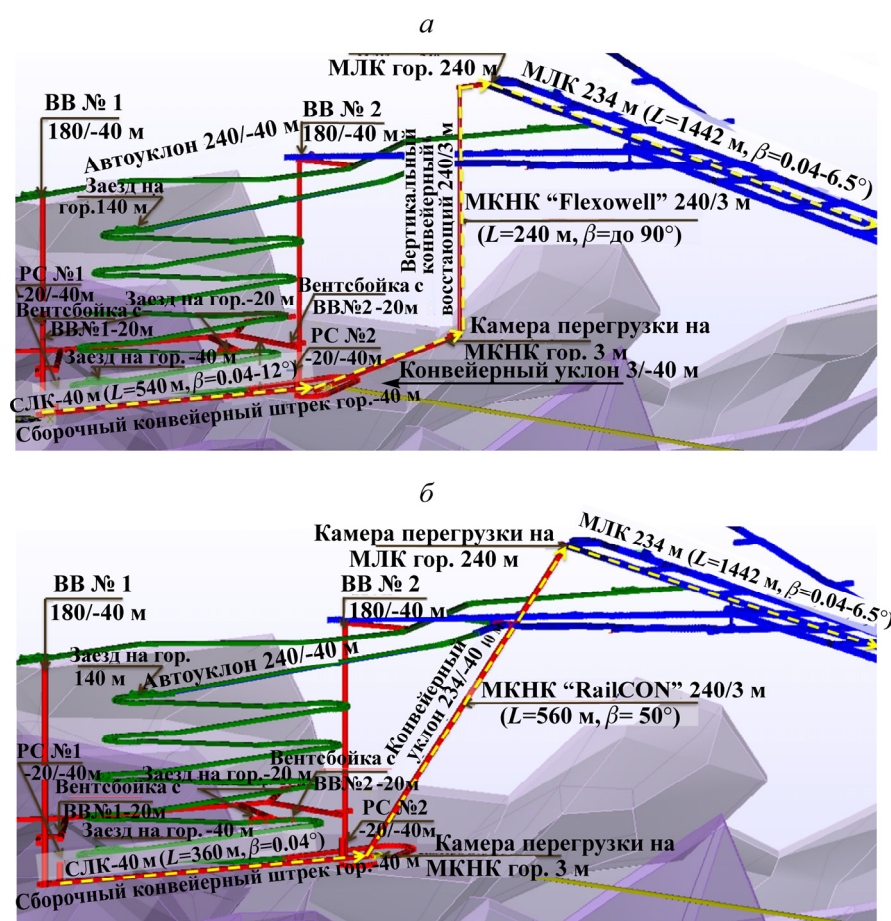 а
МЛК гор. 240 м
МЛК 234 м (L=1442 м, β=0.04-6.5°)
ВВ № 1
180/-40 м
ВВ № 2
180/-40 м
Автоуклон 240/-40 м
Заезд на
гор.140 м
Вертикальный
конвейерный
восстающий 240/3 м
МКНК “Flexowell” 240/3 м
(L=240 м, β=до 90°)
РС №1
-20/-40м
Заезд на гор.-20 м
Вентсбойка с
ВВ№2 -20м
Вентсбойка с
ВВ№1-20м
РС №2
-20/-40м
Заезд на гор. -40 м
Камера перегрузки на
МКНК гор. 3 м
Конвейерный уклон 3/-40 м
СЛК-40 м (L=540 м, β=0.04-12°)
Сборочный конвейерный штрек гор.-40 м
б
Камера перегрузки на
МЛК гор. 240 м
МЛК 234 м (L=1442 м, β=0.04-6.5°)
ВВ № 1
180/-40 м
ВВ № 2
180/-40 м
Заезд на гор.
140 м
Автоуклон 240/-40 м
Конвейерный
уклон 234/-40
МКНК “RailCON” 240/3 м
(L=560 м, β= 50°)
РС №1
-20/-40м
Заезд на гор.-20 м
Вентсбойка с
ВВ№2 -20м
Вентсбойка с
ВВ№1-20м
РС №2
-20/-40м
Заезд на гор. -40 м
Камера перегрузки на
МКНК гор. 3 м
СЛК-40 м (L=360 м, β=0.04°)
Сборочный конвейерный штрек гор.-40 м